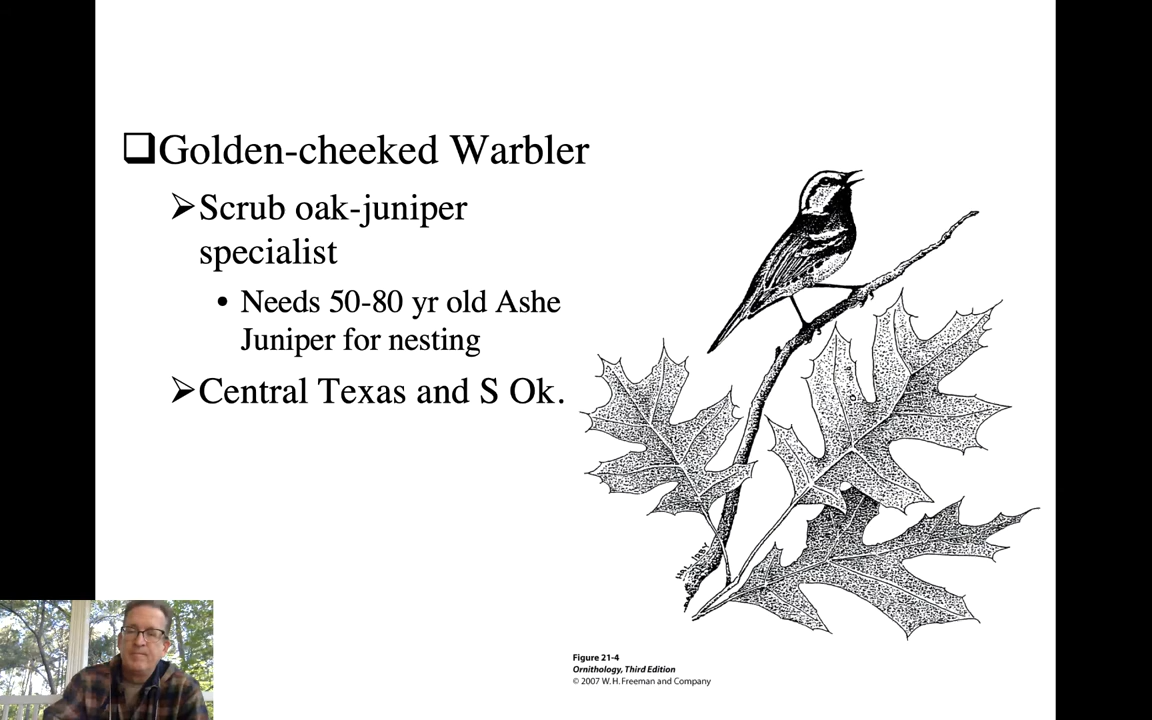 Golden-cheeked Warbler
Scrub oak-juniper
specialist
Needs 50-80 yr old Ashe
Juniper for nesting
Central Texas and S Ok.
Figure 21-4
Ornithology, Third Edition
© 2007 W. H. Freeman and Company